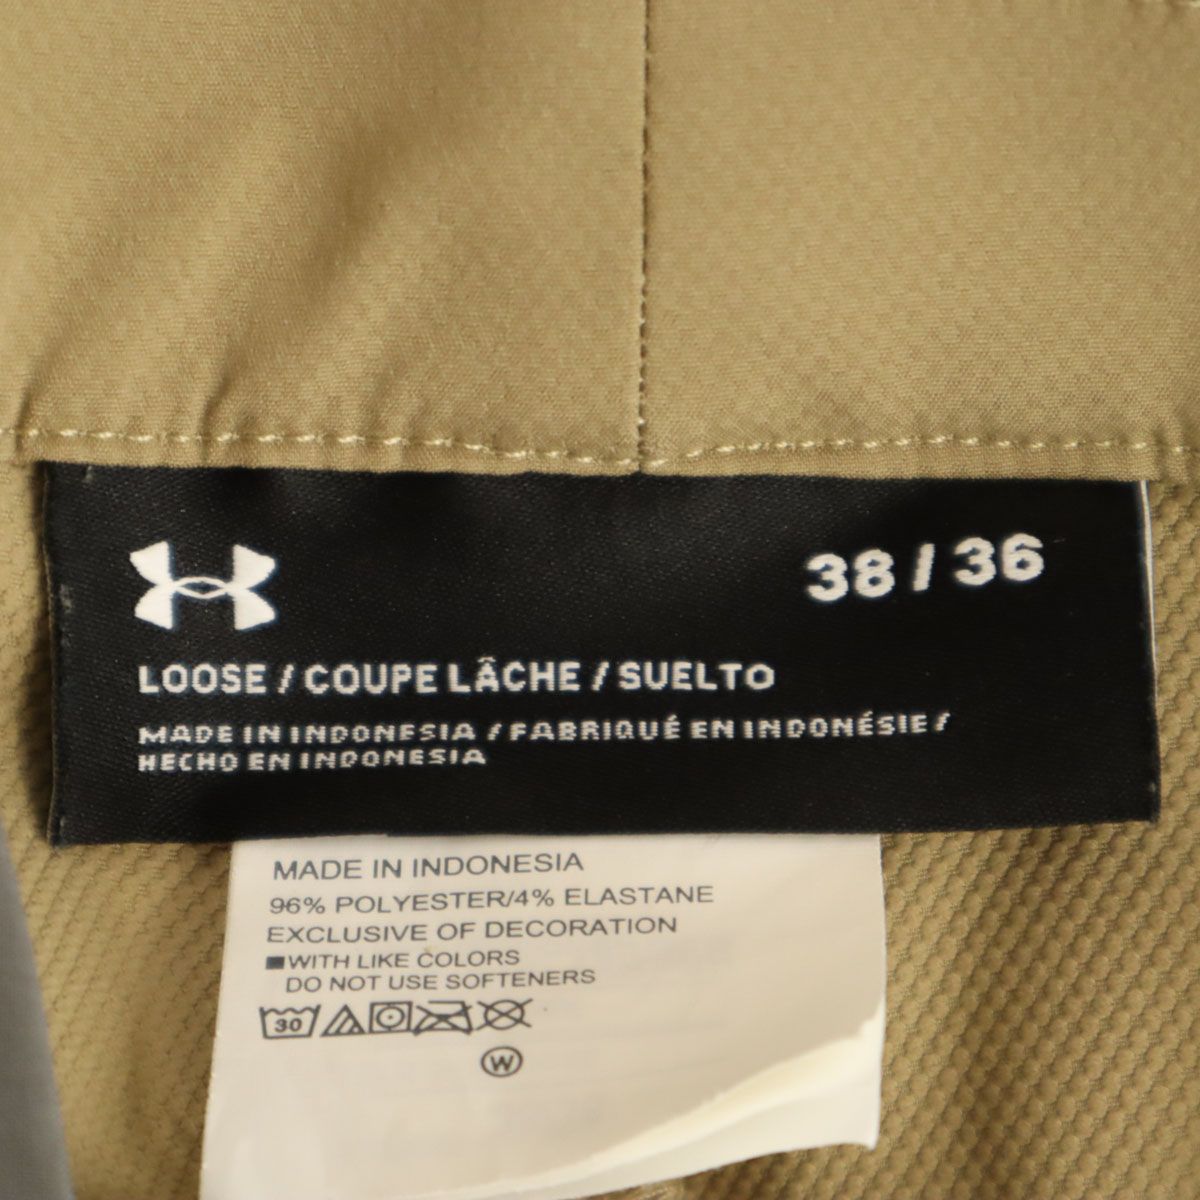 38 / 36
LOOSE / COUPE LÂCHE / SUELTO
MADE IN INDONESIA / FABRIQUÉ EN INDONÉSIE /
HECHO EN INDONESIA
MADE IN INDONESIA
96% POLYESTER/4% ELASTANE
EXCLUSIVE OF DECORATION
WITH LIKE COLORS
DO NOT USE SOFTENERS
30
W